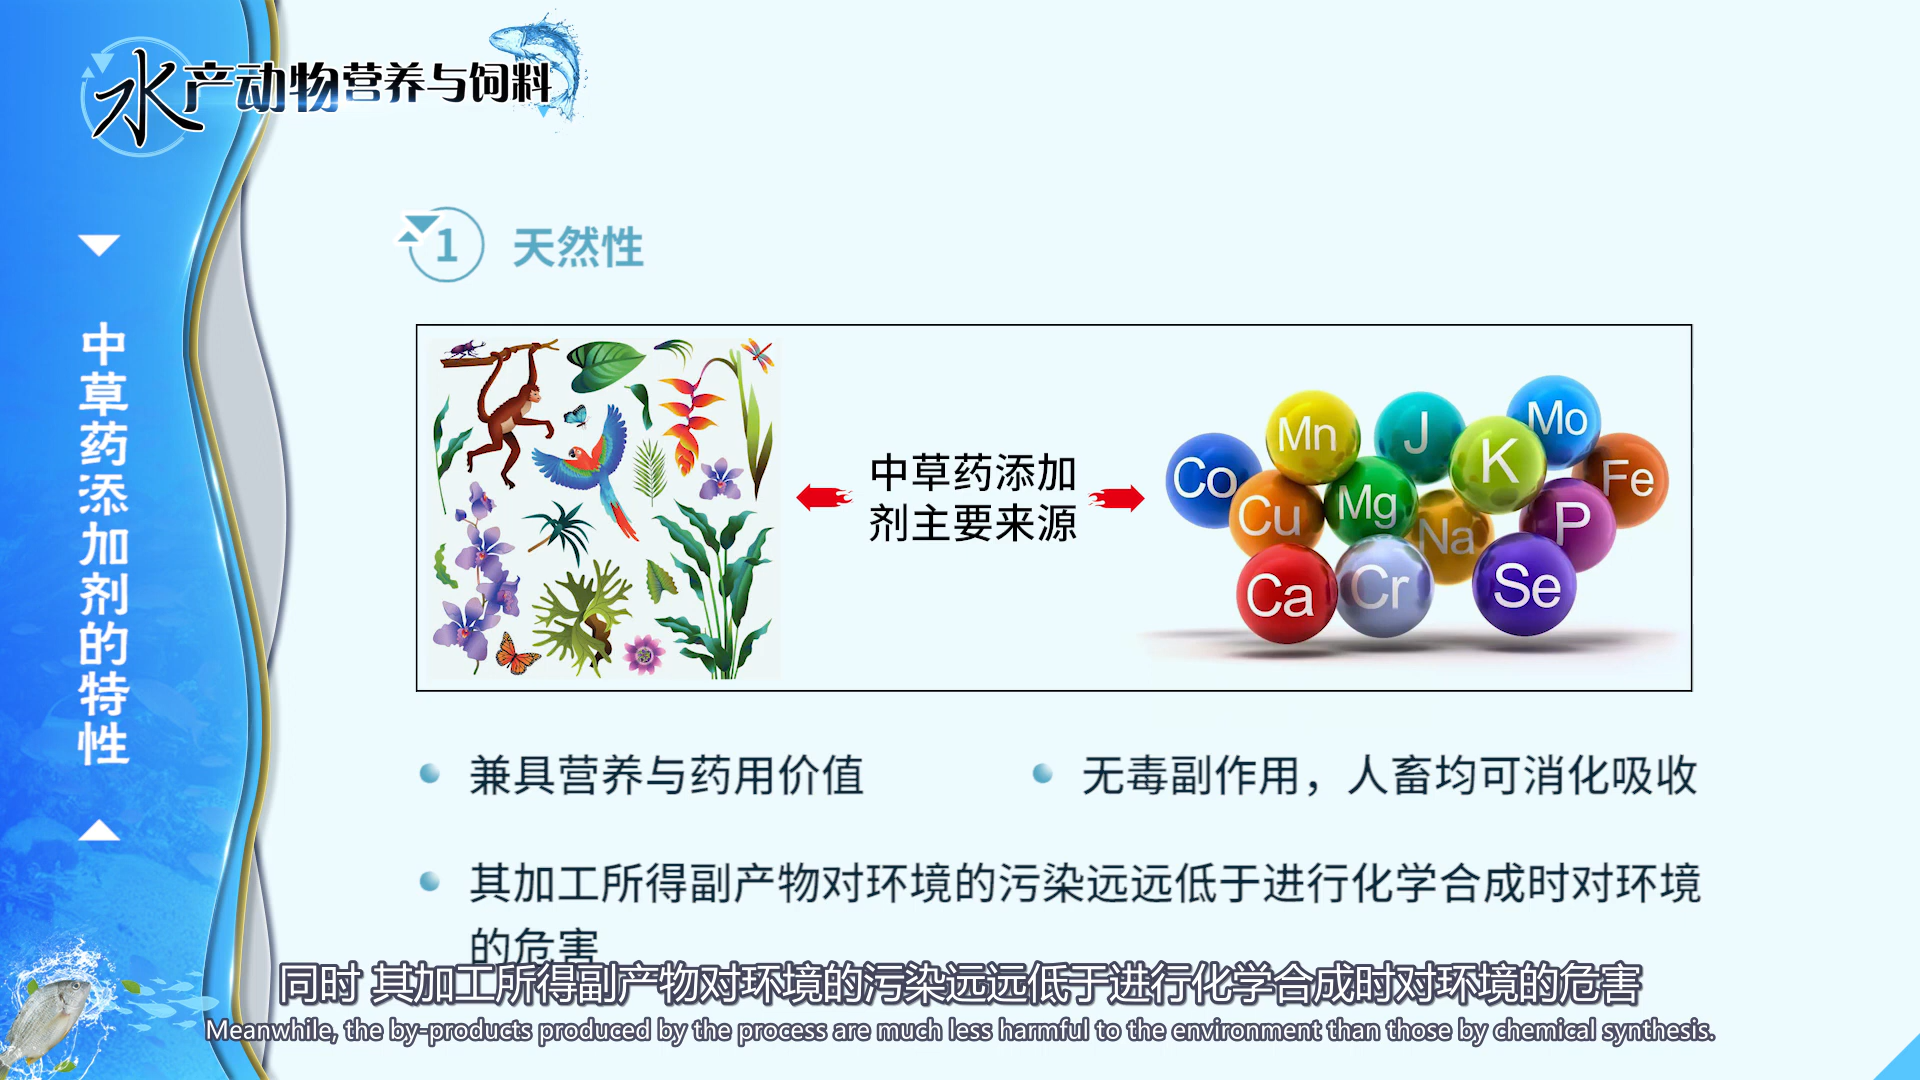 水产动物营养与饲料
中草药添加剂的特性
1 天然性
中草药添加
剂主要来源
Co
Mn
J
K
Mo
Fe
Cu
Mg
Na
P
Ca
Cr
Se
兼具营养与药用价值
无毒副作用，人畜均可消化吸收
其加工所得副产物对环境的污染远远低于进行化学合成时对环境
的危害
同时 其加工所得副产物对环境的污染远远低于进行化学合成时对环境的危害
Meanwhile, the by-products produced by the process are much less harmful to the environment than those by chemical synthesis.